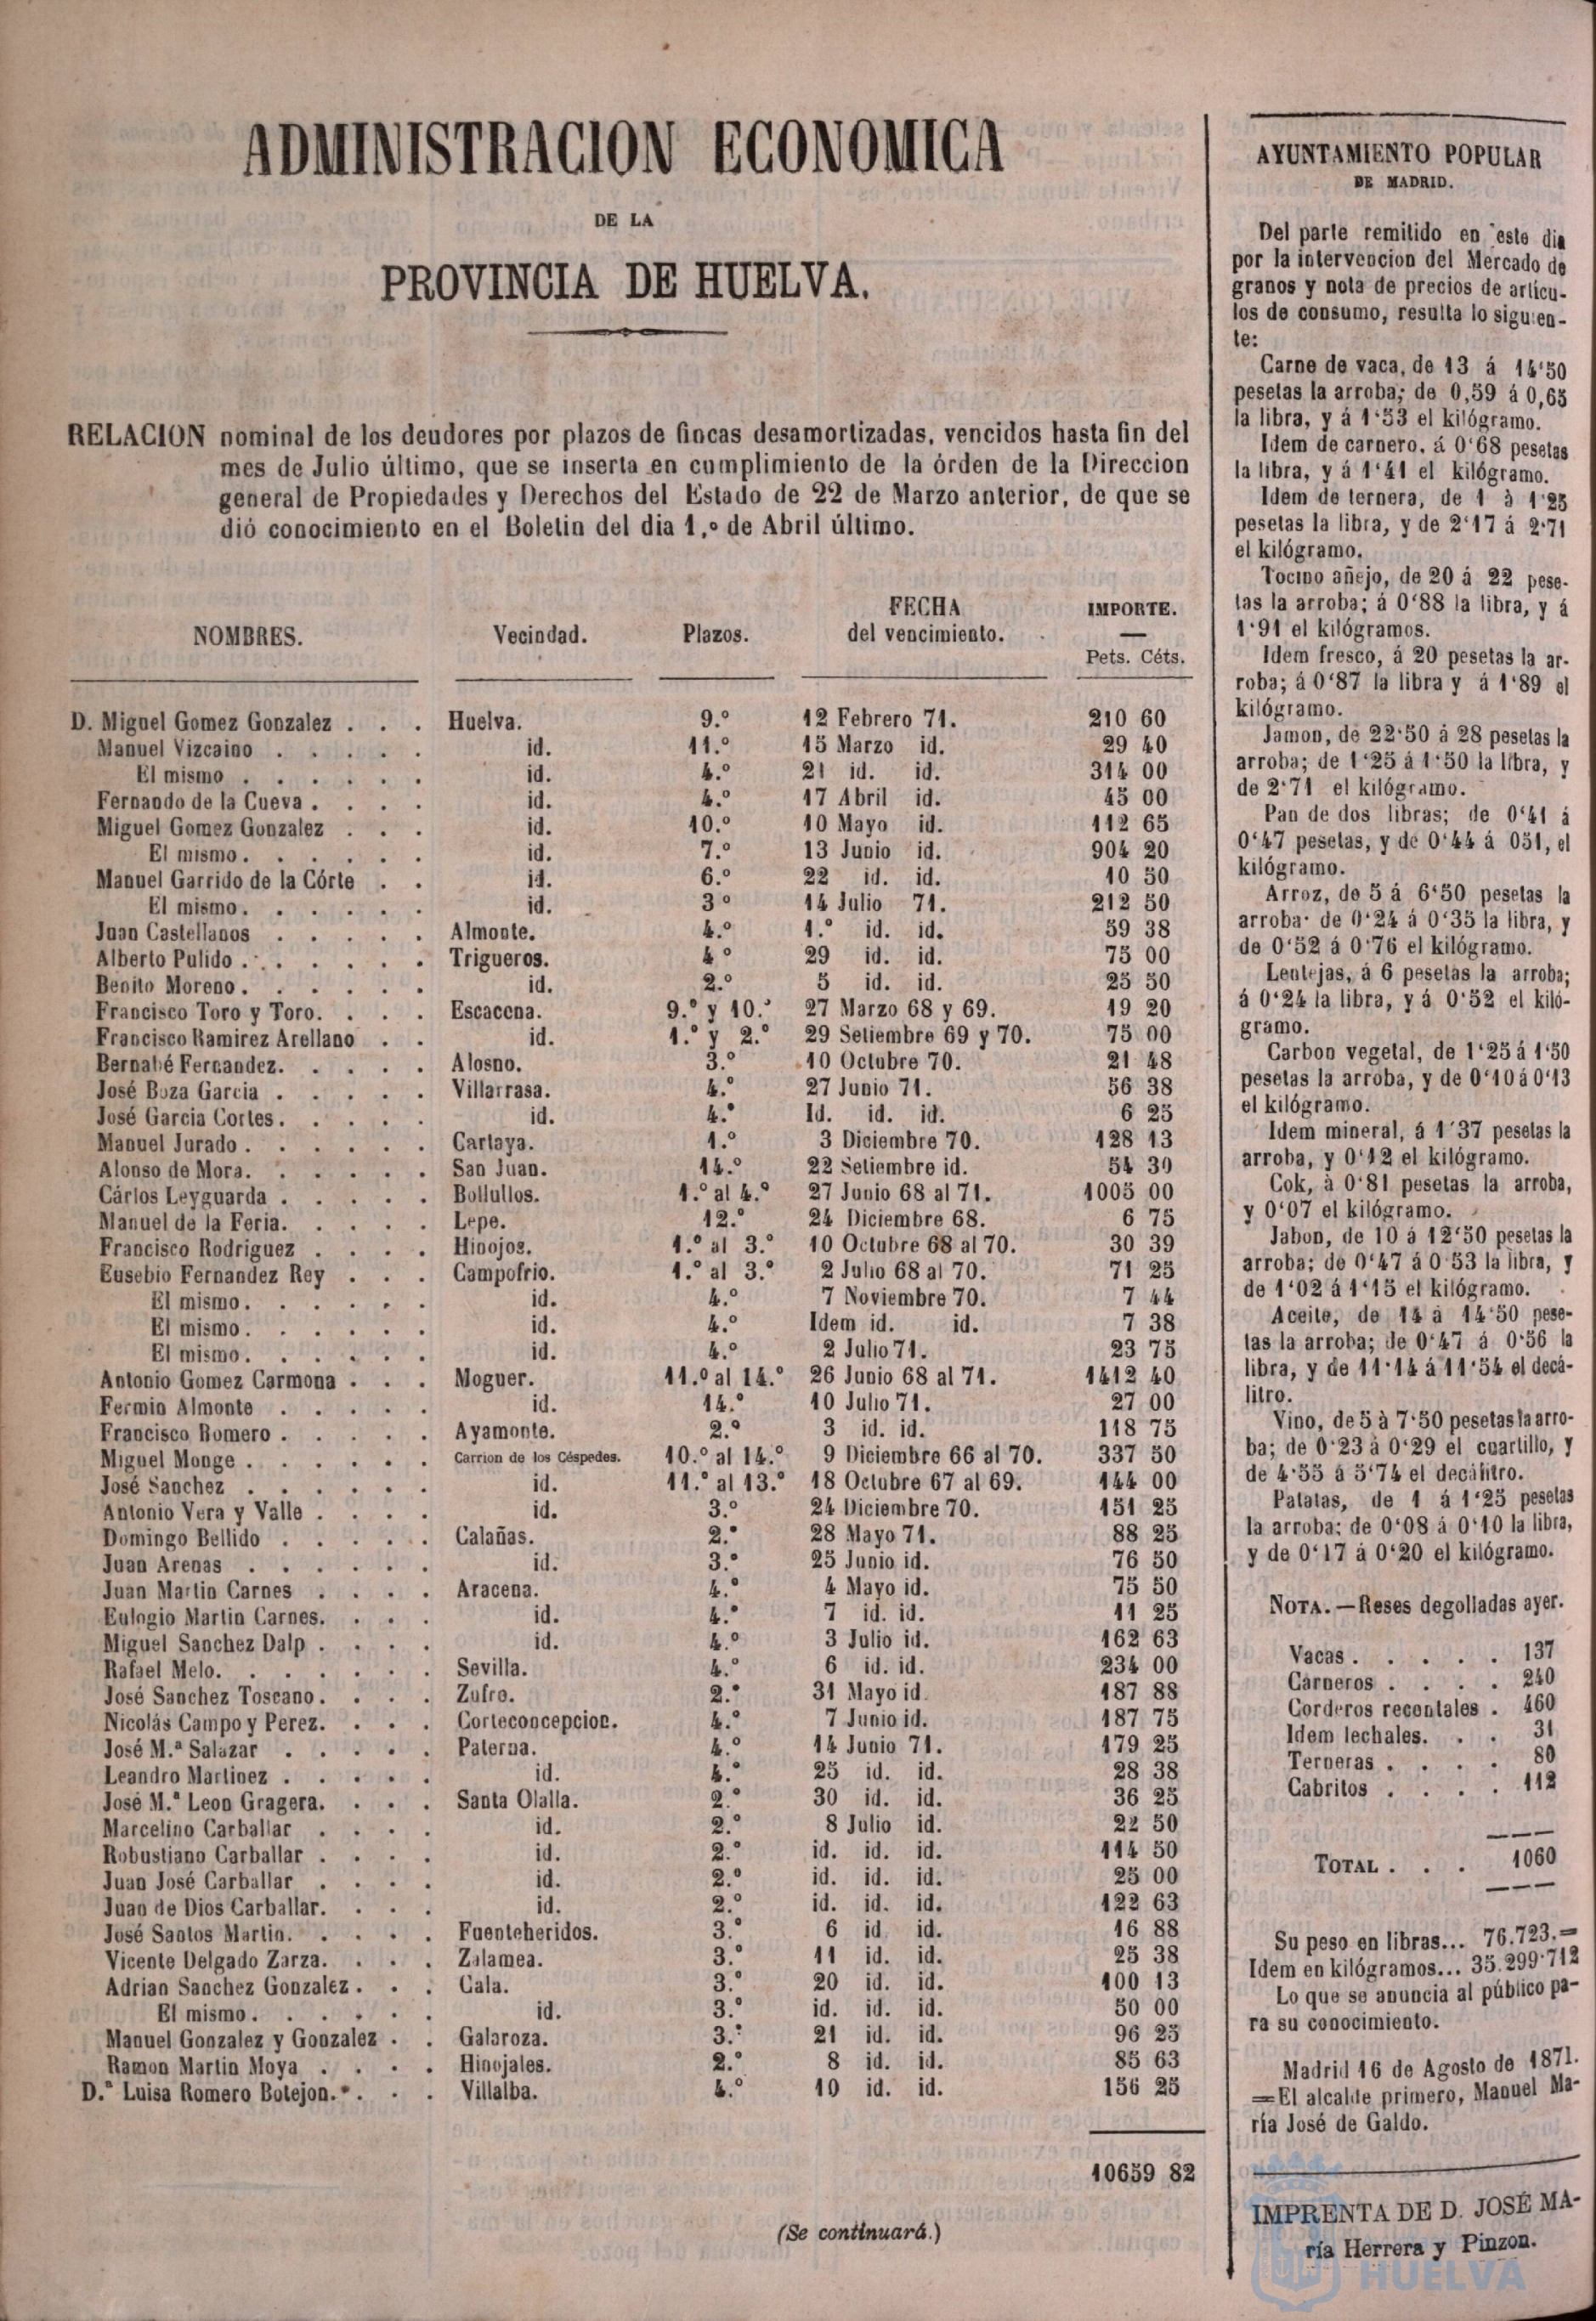 ADMINISTRACION ECONOMICA
DE LA
PROVINCIA DE HUELVA.
RELACION nominal de los deudores por plazos de fincas desamortizadas, vencidos hasta fin del
mes de Julio último, que se inserta en cumplimiento de la órden de la Direccion
general de Propiedades y Derechos del Estado de 22 de Marzo anterior, de que se
dió conocimiento en el Boletin del dia 1.º de Abril último.
NOMBRES. Vecindad. Plazos. FECHA del vencimiento. IMPORTE. Pets. Céts.
D. Miguel Gomez Gonzalez . . . Huelva. 9.º 12 Febrero 71. 210 60
Manuel Vizcaino . . . . . id. 11.º 15 Marzo id. 29 40
El mismo . . . . . . id. 4.º 21 id. id. 314 00
Fernando de la Cueva . . . . id. 4.º 17 Abril id. 45 00
Miguel Gomez Gonzalez . . . id. 10.º 10 Mayo id. 112 65
El mismo. . . . . . id. 7.º 13 Junio id. 904 20
Manuel Garrido de la Córte . . id. 6.º 22 id. id. 10 50
El mismo. . . . . . id. 3º 14 Julio 71. 212 50
Juan Castellanos . . . . . Almonte. 4.º 1.º id. id. 59 38
Alberto Pulido . . . . . . . Trigueros. 4º 29 id. id. 75 00
Benito Moreno. . . . . . id. 2.º 5 id. id. 25 50
Francisco Toro y Toro. . . . Escacena. 9.º y 10.º 27 Marzo 68 y 69. 19 20
Francisco Ramirez Arellano . . id. 1.º y 2.º 29 Setiembre 69 y 70. 75 00
Bernabé Fernandez. . . . . Alosno. 3.º 10 Octubre 70. 21 48
José Boza Garcia . . . . . Villarrasa. 4.º 27 Junio 71. 56 38
José Garcia Cortes. . . . . id. 4.º Id. id. id. 6 25
Manuel Jurado . . . . . . Cartaya. 1.º 3 Diciembre 70. 128 13
Alonso de Mora. . . . . . San Juan. 14.º 22 Setiembre id. 54 39
Cárlos Leyguarda . . . . . Bollullos. 1.º al 4.º 27 Junio 68 al 71. 1005 00
Manuel de la Feria. . . . . Lepe. 12.º 24 Diciembre 68. 6 75
Francisco Rodriguez . . . . Hinojos. 1.º al 3.º 10 Octubre 68 al 70. 30 39
Eusebio Fernandez Rey . . . Campofrio. 1.º al 3.º 2 Julio 68 al 70. 71 25
El mismo. . . . . . id. 4.º 7 Noviembre 70. 7 44
El mismo. . . . . . id. 4.º Idem id. id. 7 38
El mismo. . . . . . id. 4.º 2 Julio 71. 23 75
Antonio Gomez Carmona . . . Moguer. 11.º al 14.º 26 Junio 68 al 71. 1412 40
Fermin Almonte . . . . . id. 14.º 10 Julio 71. 27 00
Francisco Romero . . . . . Ayamonte. 2.º 3 id. id. 118 75
Miguel Monge . . . . . . Carrion de los Céspedes. 10.º al 14.º 9 Diciembre 66 al 70. 337 50
José Sanchez . . . . . . id. 11.º al 13.º 18 Octubre 67 al 69. 144 00
Antonio Vera y Valle . . . . id. 3.º 24 Diciembre 70. 151 25
Domingo Bellido . . . . . Calañas. 2.º 28 Mayo 71. 88 25
Juan Arenas . . . . . . id. 3.º 25 Junio id. 76 50
Juan Martin Carnes . . . . Aracena. 4.º 4 Mayo id. 75 50
Eulogio Martin Carnes. . . . id. 4.º 7 id. id. 11 25
Miguel Sanchez Dalp . . . . id. 4.º 3 Julio id. 162 63
Rafael Melo. . . . . . . Sevilla. 4.º 6 id. id. 234 00
José Sanchez Toscano. . . . Zufre. 2.º 31 Mayo id. 187 88
Nicolás Campo y Perez. . . . Corteconcepcion. 4.º 7 Junio id. 187 75
José M.ª Salazar . . . . . Paterna. 4.º 14 Junio 71. 179 25
Leandro Martinez . . . . . id. 4.º 25 id. id. 28 38
José M.ª Leon Gragera. . . . Santa Olalla. 2.º 30 id. id. 36 25
Marcelino Carballar . . . . id. 2.º 8 Julio id. 22 50
Robustiano Carballar . . . . id. 2.º id. id. id. 114 50
Juan José Carballar . . . . id. 2.º id. id. id. 25 00
Juan de Dios Carballar. . . . id. 2.º id. id. id. 122 63
José Santos Martin. . . . . Fuenteheridos. 3.º 6 id id. 16 88
Vicente Delgado Zarza. . . . Zalamea. 3.º 11 id. id. 25 38
Adrian Sanchez Gonzalez . . . Cala. 3.º 20 id. id. 100 13
El mismo. . . . . . id. 3.º id. id. id. 50 00
Manuel Gonzalez y Gonzalez . . Galaroza. 3.º 21 id. id. 96 25
Ramon Martin Moya . . . . Hinojales. 2.º 8 id. id. 85 63
D.ª Luisa Romero Botejon. . . . Villalba. 4.º 10 id. id. 156 25
10659 82
(Se continuará.)
AYUNTAMIENTO POPULAR
DE MADRID.
Del parte remitido en este dia
por la intervencion del Mercado de
granos y nota de precios de artícu-
los de consumo, resulta lo siguien-
te:
Carne de vaca, de 13 á 14'50
pesetas la arroba; de 0,59 á 0,65
la libra, y á 1'53 el kilógramo.
Idem de carnero, á 0'68 pesetas
la libra, y á 1'41 el kilógramo.
Idem de ternera, de 1 á 1'25
pesetas la libra, y de 2'17 á 2'71
el kilógramo.
Tocino añejo, de 20 á 22 pese-
tas la arroba; á 0'88 la libra, y á
1'91 el kilógramos.
Idem fresco, á 20 pesetas la ar-
roba; á 0'87 la libra y á 1'89 el
kilógramo.
Jamon, de 22'50 á 28 pesetas la
arroba; de 1'25 á 1'50 la libra, y
de 2'71 el kilógramo.
Pan de dos libras; de 0'41 á
0'47 pesetas, y de 0'44 á 051, el
kilógramo.
Arroz, de 5 á 6'50 pesetas la
arroba· de 0'24 á 0'35 la libra, y
de 0'52 á 0'76 el kilógramo.
Lentejas, á 6 pesetas la arroba;
á 0'24 la libra, y á 0'52 el kiló-
gramo.
Carbon vegetal, de 1'25 á 1'50
pesetas la arroba, y de 0'10 á 0'13
el kilógramo.
Idem mineral, á 1'37 pesetas la
arroba, y 0'12 el kilógramo.
Cok, à 0'81 pesetas la arroba,
y 0'07 el kilógramo.
Jabon, de 10 á 12'50 pesetas la
arroba; de 0'47 á 0'53 la libra, y
de 1'02 á 1'15 el kilógramo.
Aceite, de 14 à 14'50 pese-
tas la arroba; de 0'47 á 0'56 la
libra, y de 11'14 á 11'54 el decá-
litro.
Vino, de 5 à 7'50 pesetas la arro-
ba; de 0'23 à 0'29 el cuartillo, y
de 4'55 á 5'74 el decálitro.
Patatas, de 1 á 1'25 pesetas
la arroba; de 0'08 á 0'10 la libra,
y de 0'17 á 0'20 el kilógramo.
NOTA.—Reses degolladas ayer.
Vacas . . . . . 137
Carneros . . . . 240
Corderos recentales . 460
Idem lechales. . . 31
Terneras . . . . 80
Cabritos . . . . 112
TOTAL . . . 1060
Su peso en libras... 76.723.=
Idem en kilógramos... 35.299'712
Lo que se anuncia al público pa-
ra su conocimiento.
Madrid 16 de Agosto de 1871.
=El alcalde primero, Manuel Ma-
ría José de Galdo.
IMPRENTA DE D. JOSÉ MA-
ría Herrera y Pinzon.
HUELVA